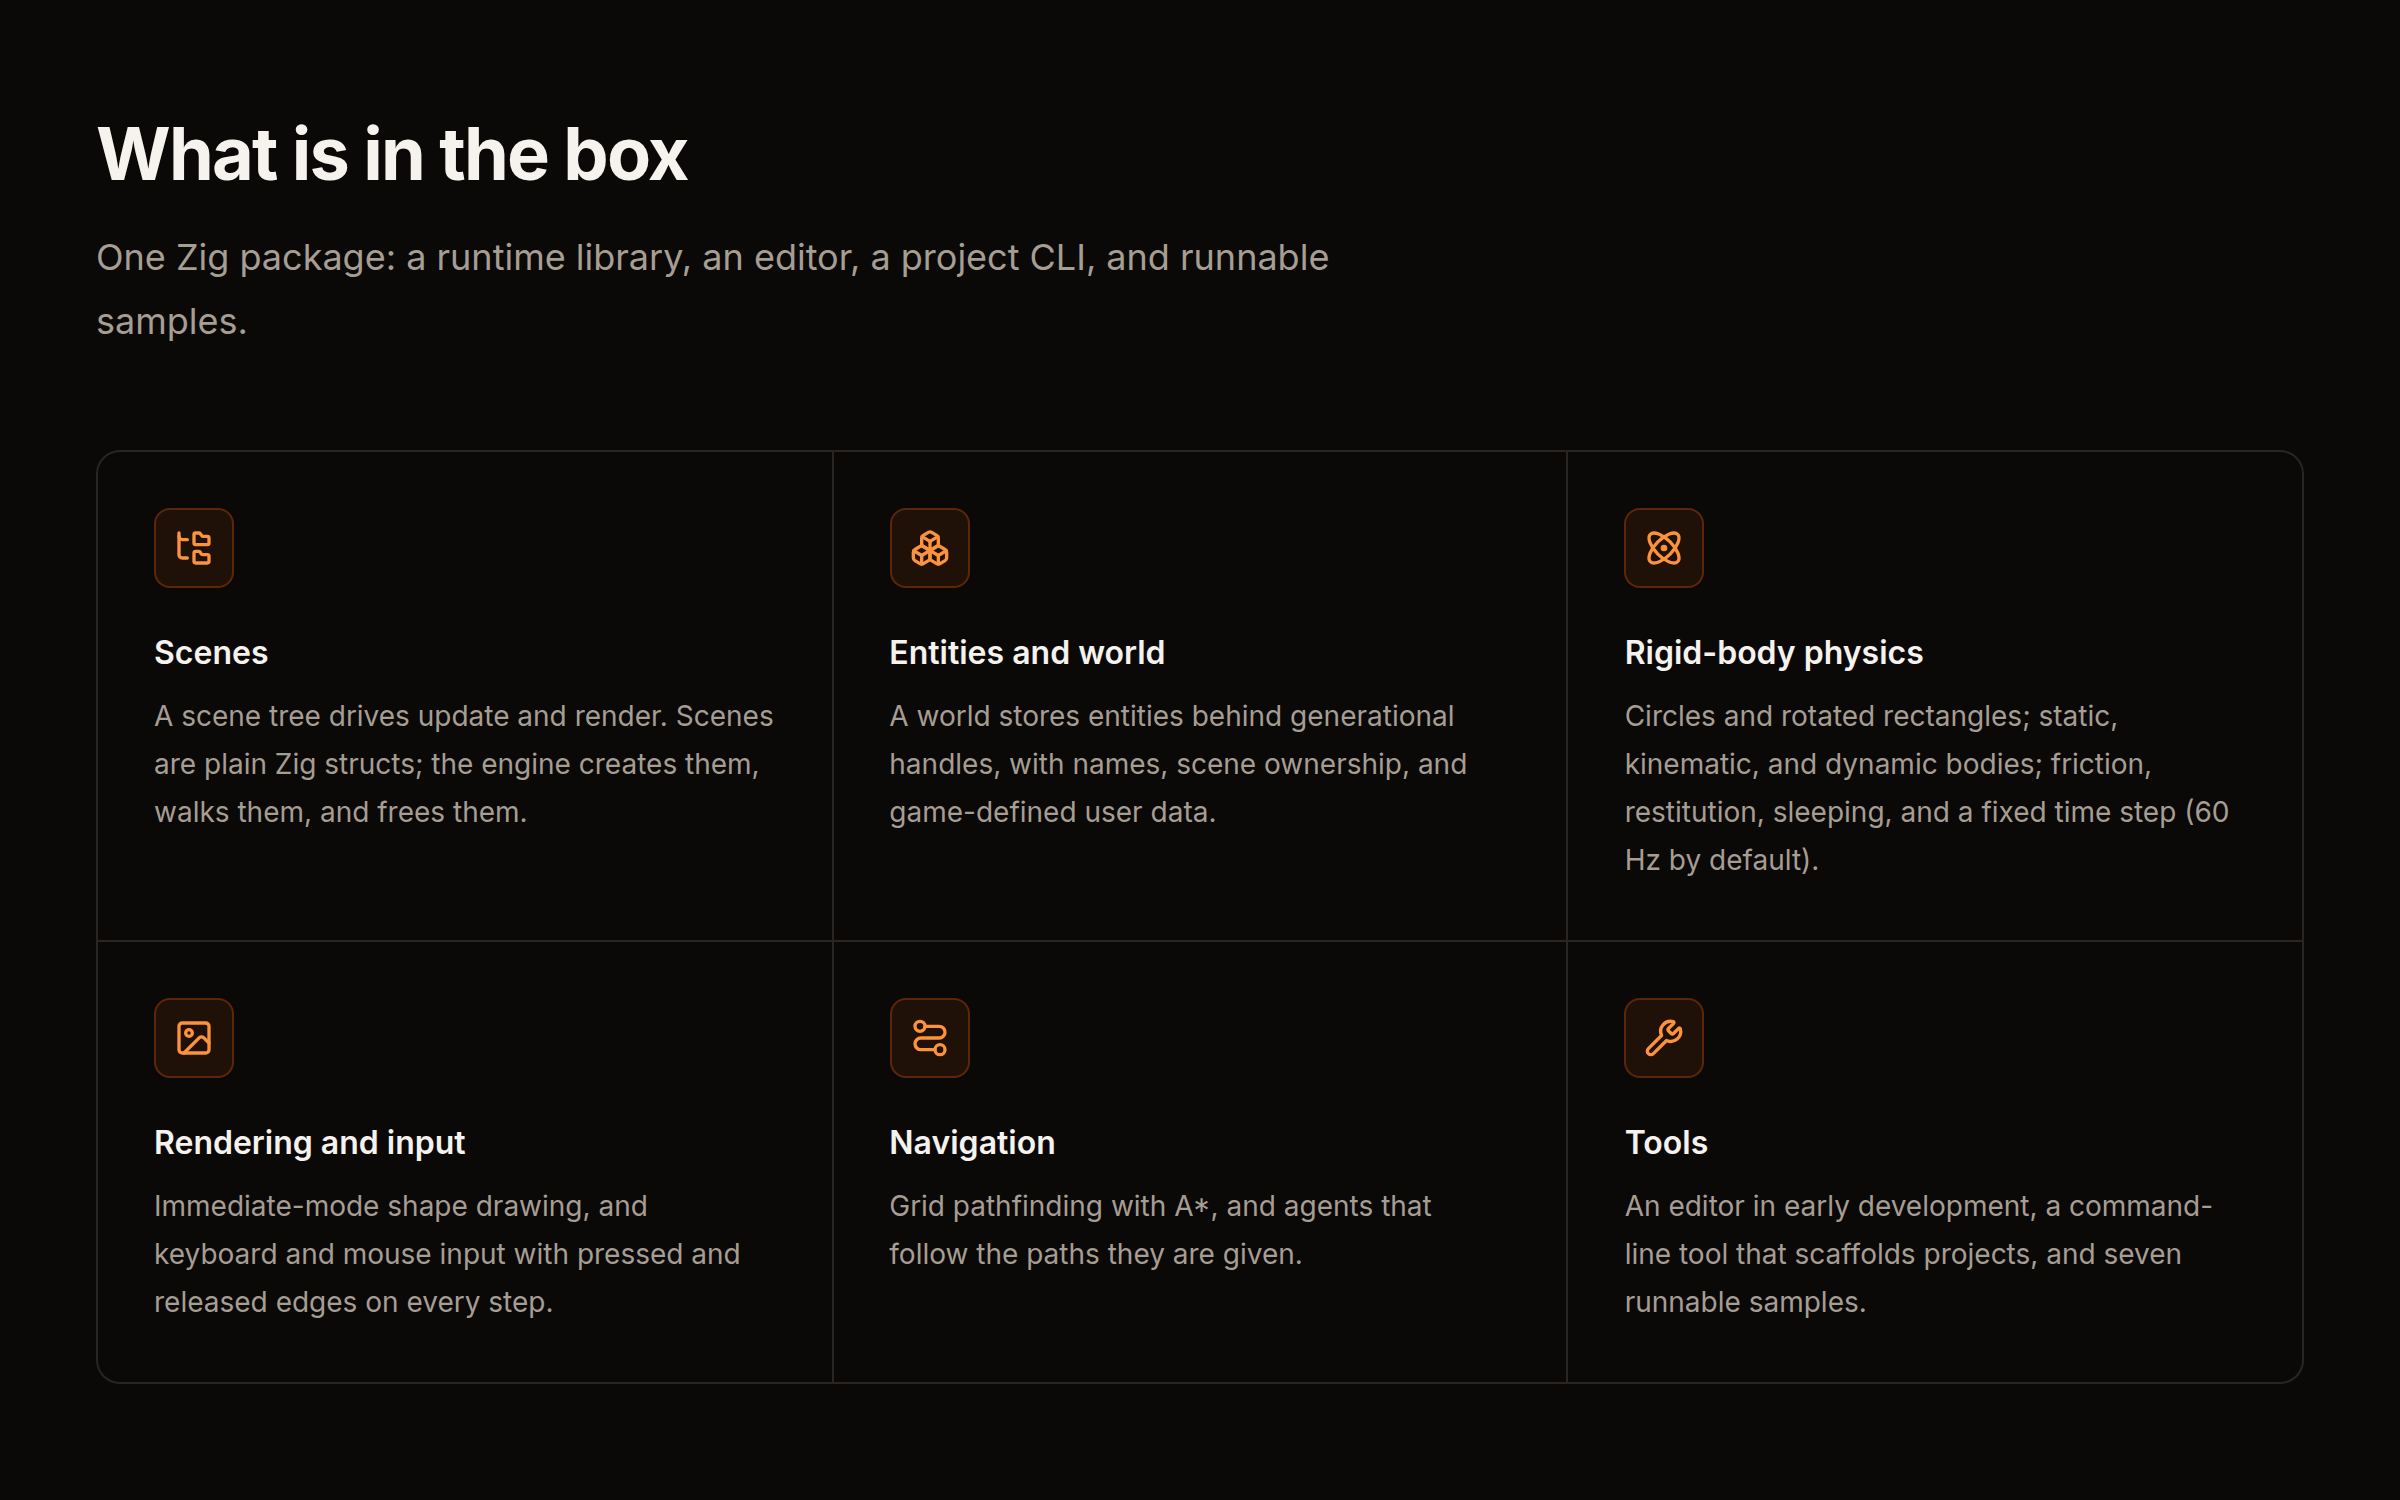 What is in the box
One Zig package: a runtime library, an editor, a project CLI, and runnable
samples.
Scenes
A scene tree drives update and render. Scenes
are plain Zig structs; the engine creates them,
walks them, and frees them.
Entities and world
A world stores entities behind generational
handles, with names, scene ownership, and
game-defined user data.
Rigid-body physics
Circles and rotated rectangles; static,
kinematic, and dynamic bodies; friction,
restitution, sleeping, and a fixed time step (60
Hz by default).
Rendering and input
Immediate-mode shape drawing, and
keyboard and mouse input with pressed and
released edges on every step.
Navigation
Grid pathfinding with A*, and agents that
follow the paths they are given.
Tools
An editor in early development, a command-
line tool that scaffolds projects, and seven
runnable samples.